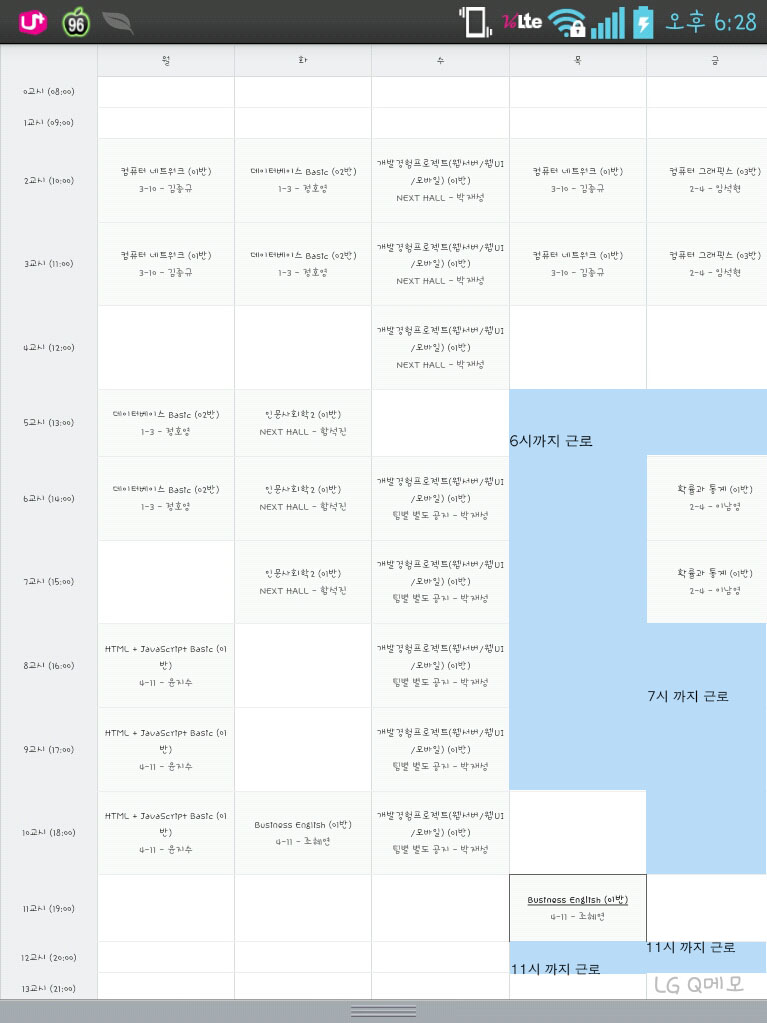 96 LTE 오후 6:28
월 화 수 목 금
0교시 (08:00)
1교시 (09:00)
2교시 (10:00)
컴퓨터 네트워크 (01반)
3-10 - 김종규
데이터베이스 Basic (02반)
1-3 - 정호영
개발경험프로젝트(웹서버/웹UI
/모바일) (01반)
NEXT HALL - 박재성
컴퓨터 네트워크 (01반)
3-10 - 김종규
컴퓨터 그래픽스 (03반)
2-4 - 임석현
3교시 (11:00)
컴퓨터 네트워크 (01반)
3-10 - 김종규
데이터베이스 Basic (02반)
1-3 - 정호영
개발경험프로젝트(웹서버/웹UI
/모바일) (01반)
NEXT HALL - 박재성
컴퓨터 네트워크 (01반)
3-10 - 김종규
컴퓨터 그래픽스 (03반)
2-4 - 임석현
4교시 (12:00)
개발경험프로젝트(웹서버/웹UI
/모바일) (01반)
NEXT HALL - 박재성
5교시 (13:00)
데이터베이스 Basic (02반)
1-3 - 정호영
인문사회학2 (01반)
NEXT HALL - 함석진
6시까지 근로
6교시 (14:00)
데이터베이스 Basic (02반)
1-3 - 정호영
인문사회학2 (01반)
NEXT HALL - 함석진
개발경험프로젝트(웹서버/웹UI
/모바일) (01반)
팀별 별도 공지 - 박재성
확률과 통계 (01반)
2-4 - 이남영
7교시 (15:00)
인문사회학2 (01반)
NEXT HALL - 함석진
개발경험프로젝트(웹서버/웹UI
/모바일) (01반)
팀별 별도 공지 - 박재성
확률과 통계 (01반)
2-4 - 이남영
8교시 (16:00)
HTML + JavaScript Basic (01
반)
4-11 - 윤지수
개발경험프로젝트(웹서버/웹UI
/모바일) (01반)
팀별 별도 공지 - 박재성
7시 까지 근로
9교시 (17:00)
HTML + JavaScript Basic (01
반)
4-11 - 윤지수
개발경험프로젝트(웹서버/웹UI
/모바일) (01반)
팀별 별도 공지 - 박재성
10교시 (18:00)
HTML + JavaScript Basic (01
반)
4-11 - 윤지수
Business English (01반)
4-11 - 조혜연
개발경험프로젝트(웹서버/웹UI
/모바일) (01반)
팀별 별도 공지 - 박재성
11교시 (19:00)
Business English (01반)
4-11 - 조혜연
12교시 (20:00)
11시 까지 근로
11시 까지 근로
13교시 (21:00)
LG Q메모